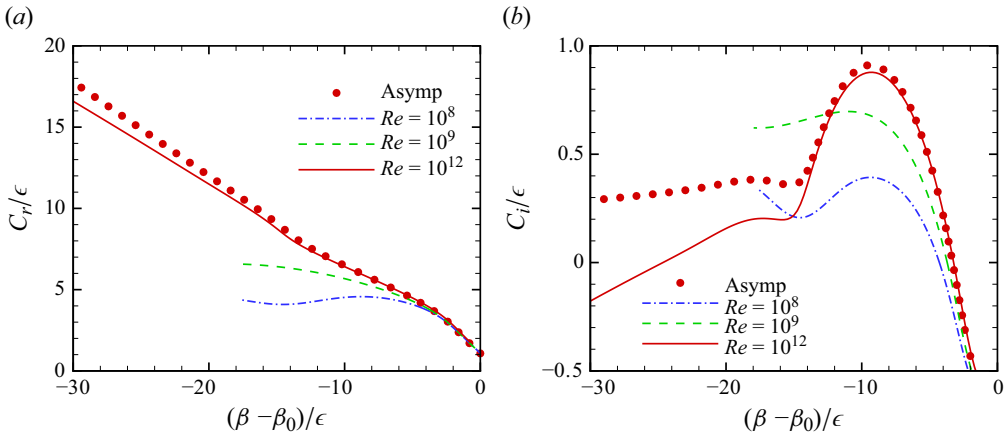 (a)
20
15
10
5
0
C_r/ϵ
−30
−20
−10
0
(β −β_0)/ϵ
Asymp
Re = 10^8
Re = 10^9
Re = 10^12
(b)
1.0
0.5
0
−0.5
C_i/ϵ
−30
−20
−10
0
(β −β_0)/ϵ
Asymp
Re = 10^8
Re = 10^9
Re = 10^12